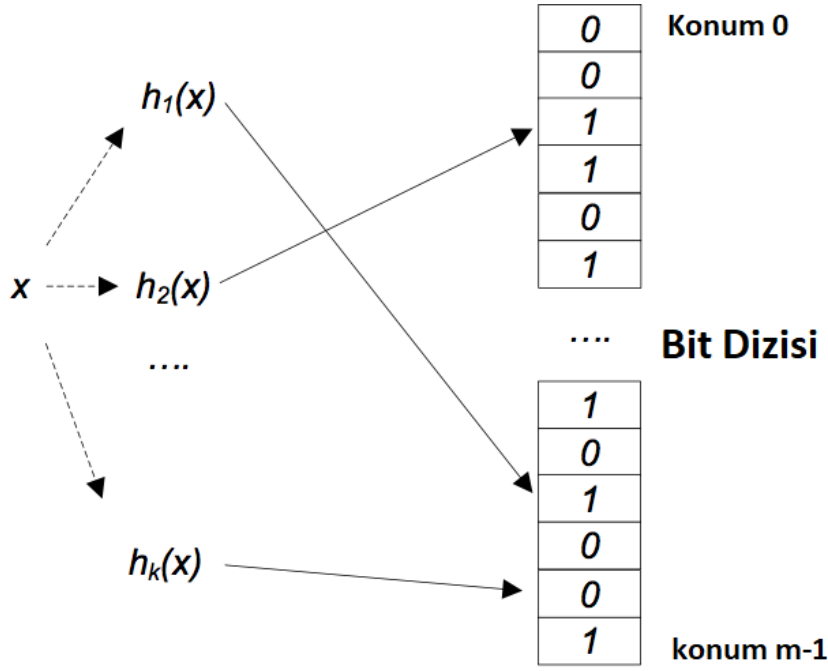 0 Konum 0
0
h1(x)
1
1
0
x
h2(x)
1
....
.... Bit Dizisi
1
0
1
0
hk(x)
0
1 konum m-1